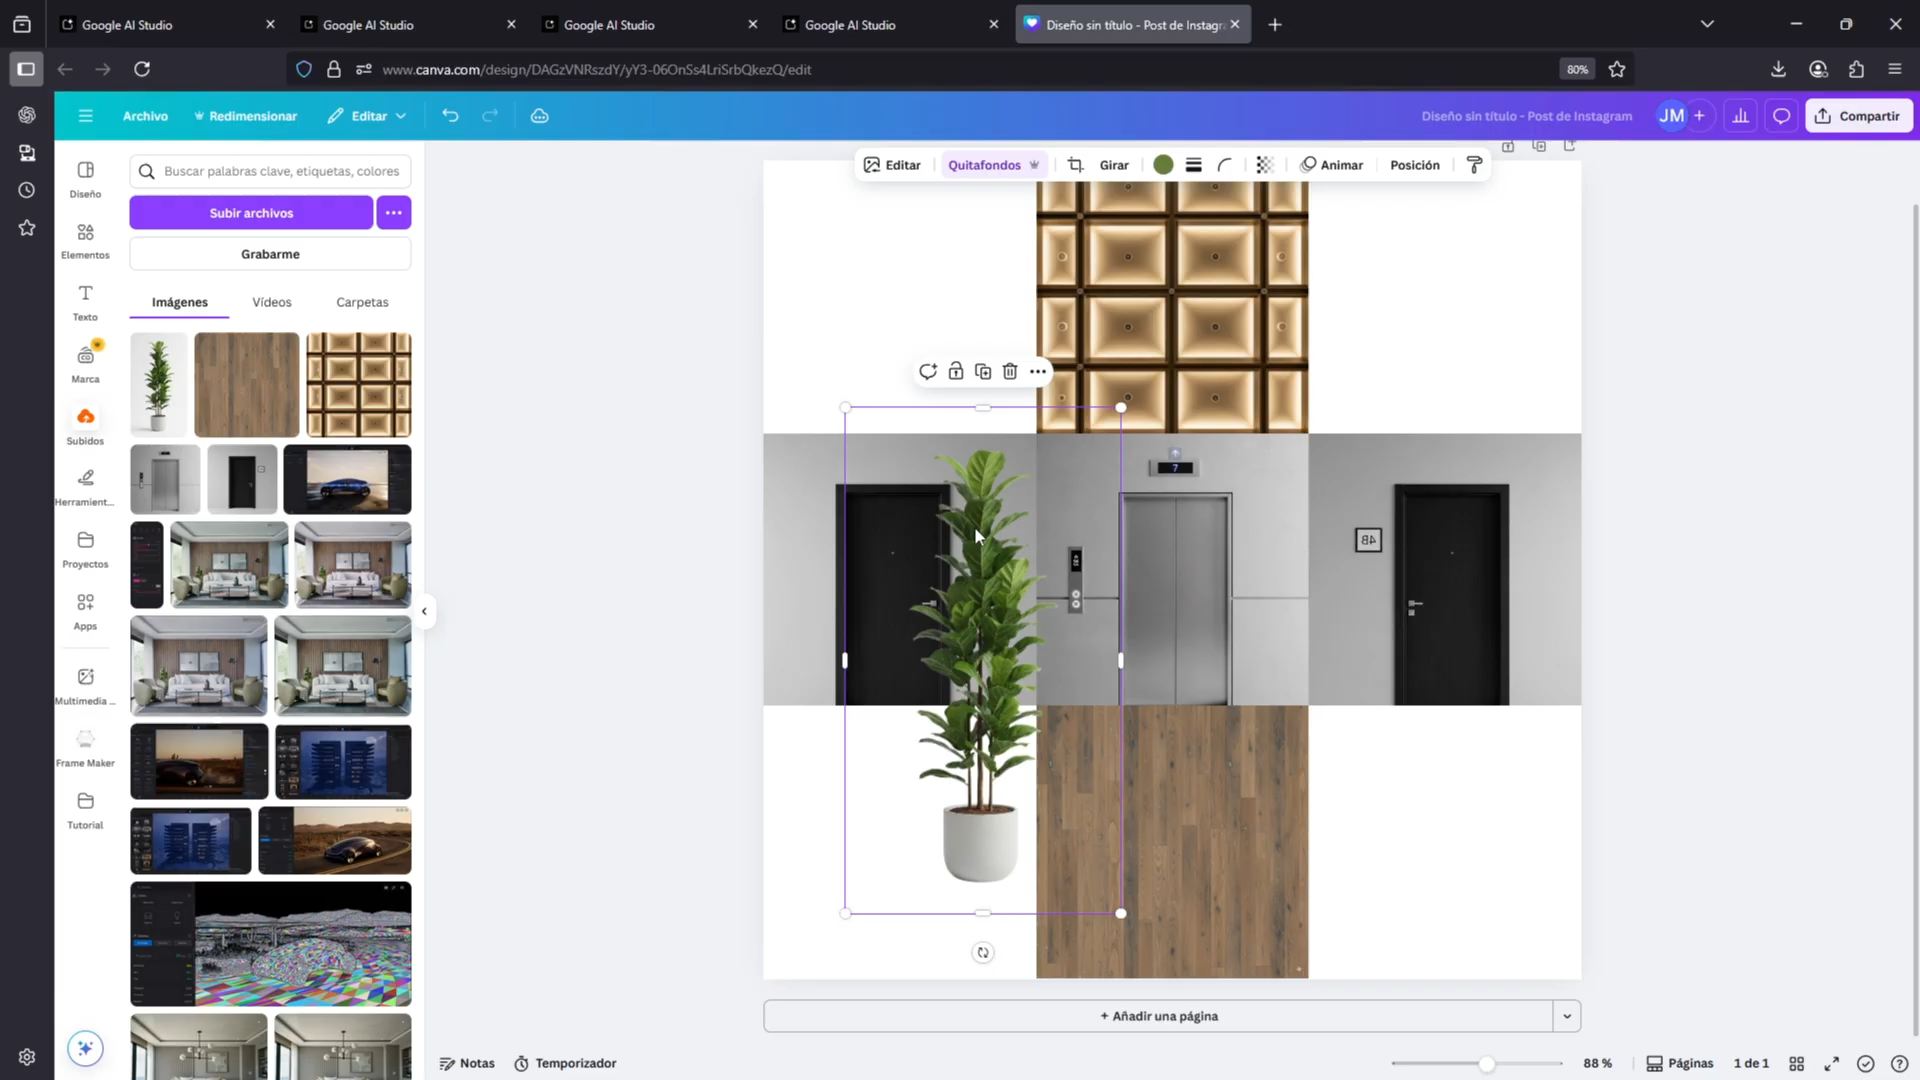 Google AI Studio
Google AI Studio
Google AI Studio
Google AI Studio
Diseño sin título - Post de Instagr
www.canva.com/design/DAGzVNRszdY/yY3-06OnSs4LriSrbQkezQ/edit
80%
Archivo
Redimensionar
Editar
Diseño sin título - Post de Instagram
JM
Compartir
Diseño
Elementos
Texto
Marca
Subidos
Herramient...
Proyectos
Apps
Multimedia ...
Frame Maker
Tutorial
Buscar palabras clave, etiquetas, colores
Subir archivos
Grabarme
Imágenes
Vídeos
Carpetas
Editar
Quitafondos
Girar
Animar
Posición
7
4B
+ Añadir una página
Notas
Temporizador
88 %
Páginas
1 de 1